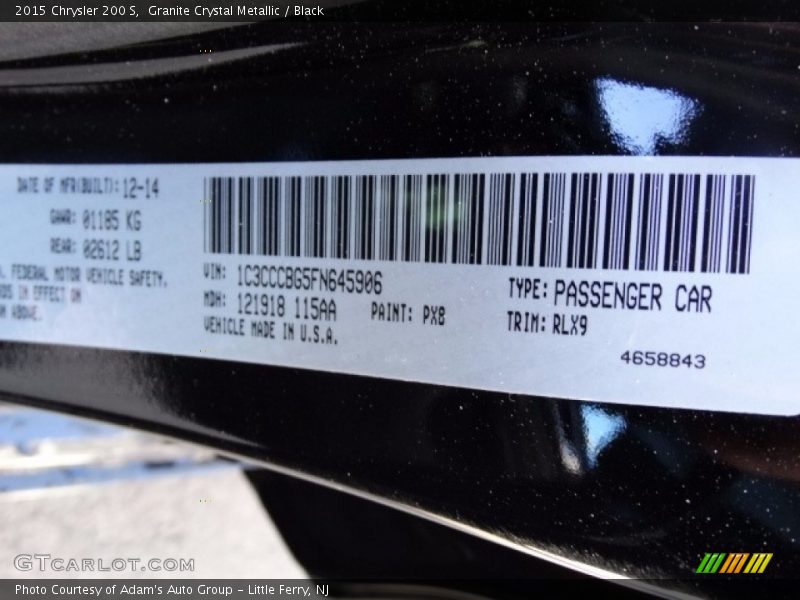 2015 Chrysler 200 S,  Granite Crystal Metallic / Black
DATE OF MFR(BUILT): 12-14
GAWR: 01185 KG
REAR: 02612 LB
FEDERAL MOTOR VEHICLE SAFETY.
IN EFFECT ON
ABOVE.
VIN: 1C3CCCBG5FN645906
MDH: 121918 115AA
PAINT: PX8
VEHICLE MADE IN U.S.A.
TYPE: PASSENGER CAR
TRIM: RLX9
4658843
GTCARLOT.COM
Photo Courtesy of Adam's Auto Group - Little Ferry, NJ